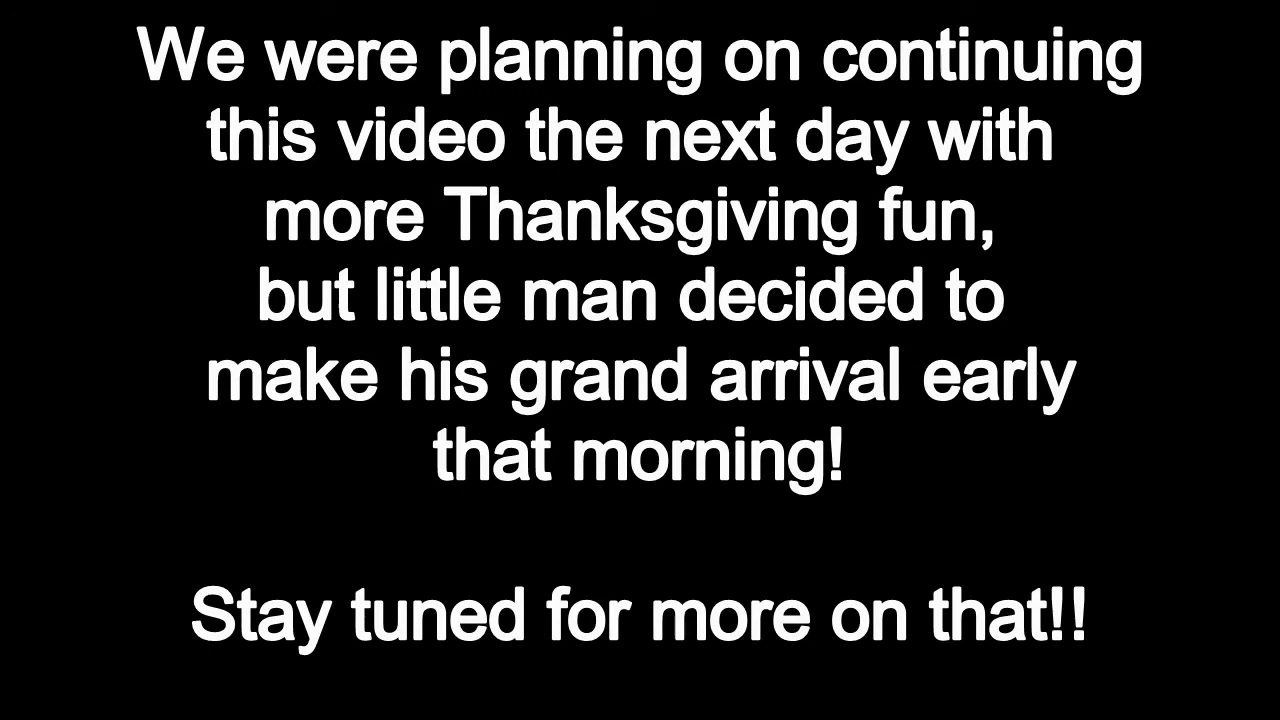 We were planning on continuing
this video the next day with
more Thanksgiving fun,
but little man decided to
make his grand arrival early
that morning!
Stay tuned for more on that!!